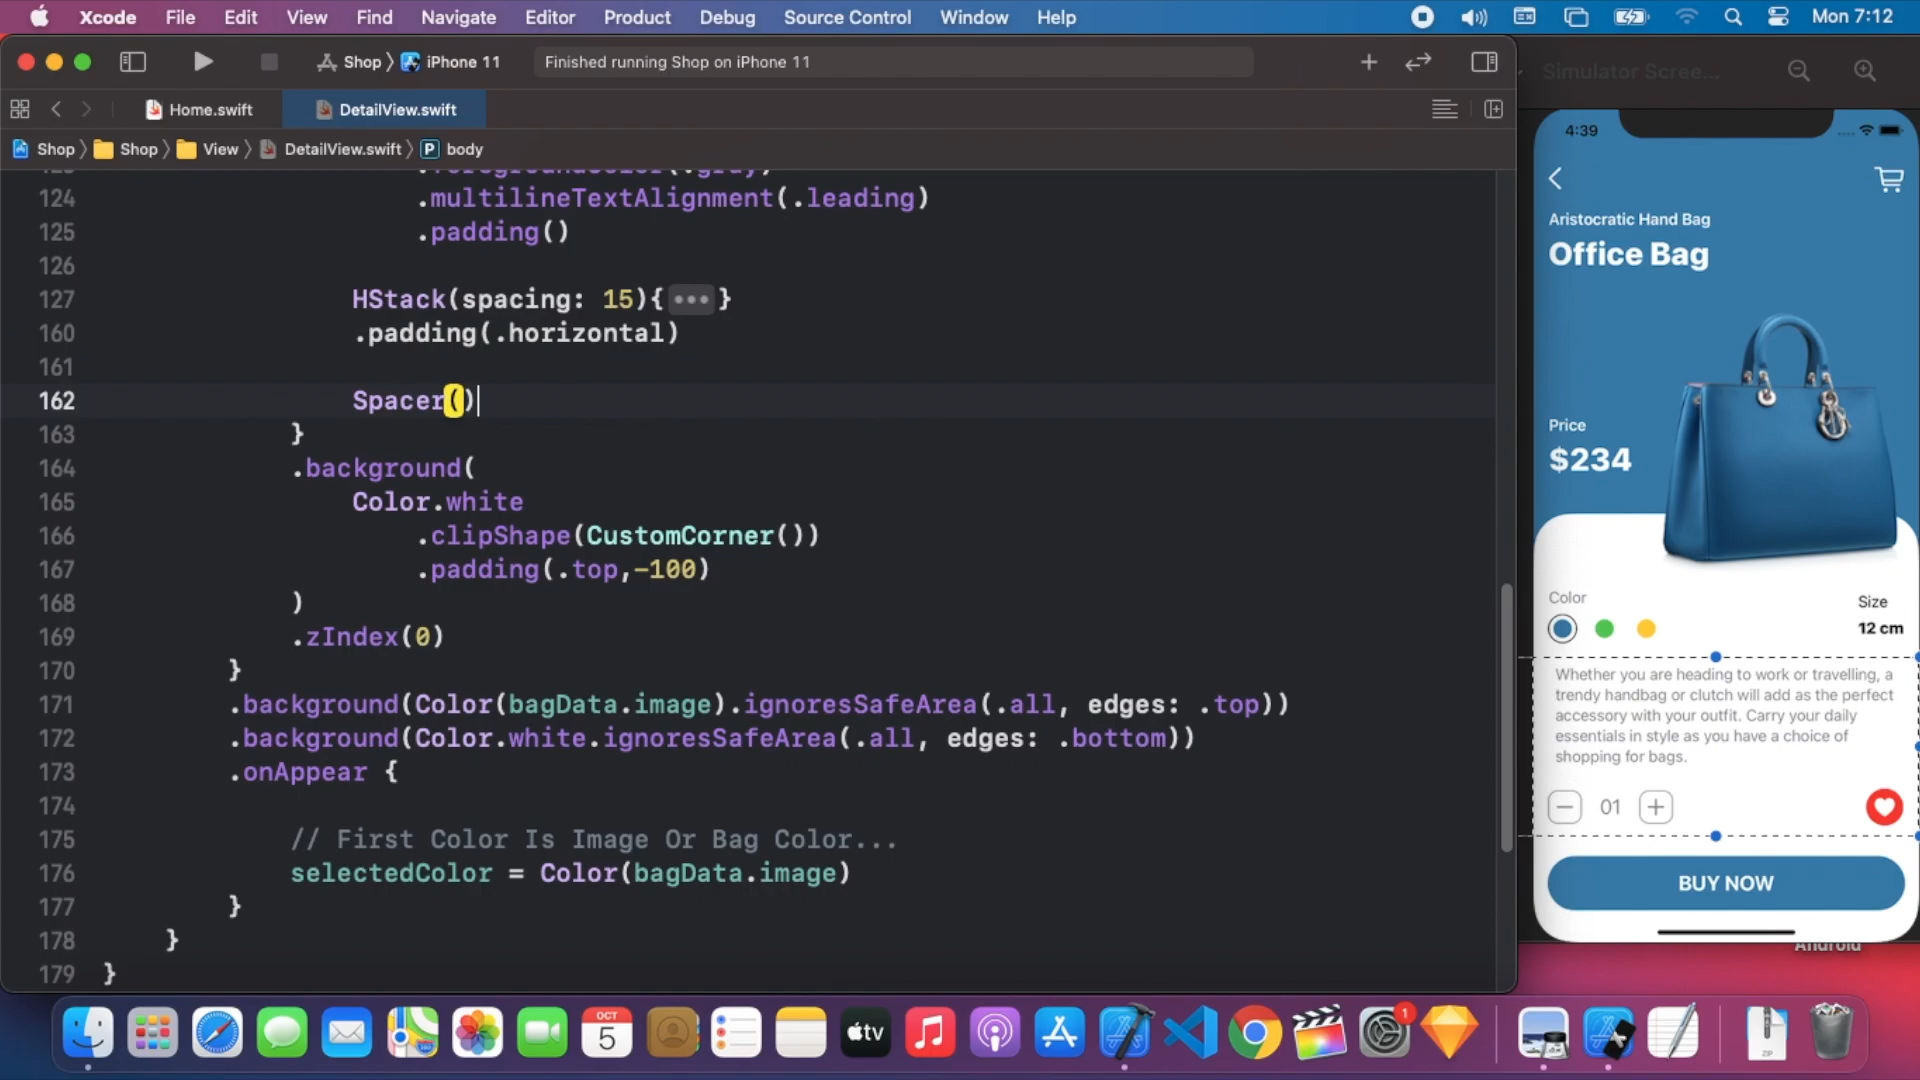 Xcode File Edit View Find Navigate Editor Product Debug Source Control Window Help Mon 7:12
Shop 〉 iPhone 11 Finished running Shop on iPhone 11
Simulator Scree...
Home.swift DetailView.swift
Shop 〉 Shop 〉 View 〉 DetailView.swift 〉 P body
124 .multilineTextAlignment(.leading)
125 .padding()
126
127 HStack(spacing: 15){•••}
160 .padding(.horizontal)
161
162 Spacer()
163 }
164 .background(
165 Color.white
166 .clipShape(CustomCorner())
167 .padding(.top,-100)
168 )
169 .zIndex(0)
170 }
171 .background(Color(bagData.image).ignoresSafeArea(.all, edges: .top))
172 .background(Color.white.ignoresSafeArea(.all, edges: .bottom))
173 .onAppear {
174
175 // First Color Is Image Or Bag Color...
176 selectedColor = Color(bagData.image)
177 }
178 }
179 }
4:39
Aristocratic Hand Bag
Office Bag
Price
$234
Color
Size
12 cm
Whether you are heading to work or travelling, a
trendy handbag or clutch will add as the perfect
accessory with your outfit. Carry your daily
essentials in style as you have a choice of
shopping for bags.
01
BUY NOW
Android
OCT
5
tv
1
ZIP